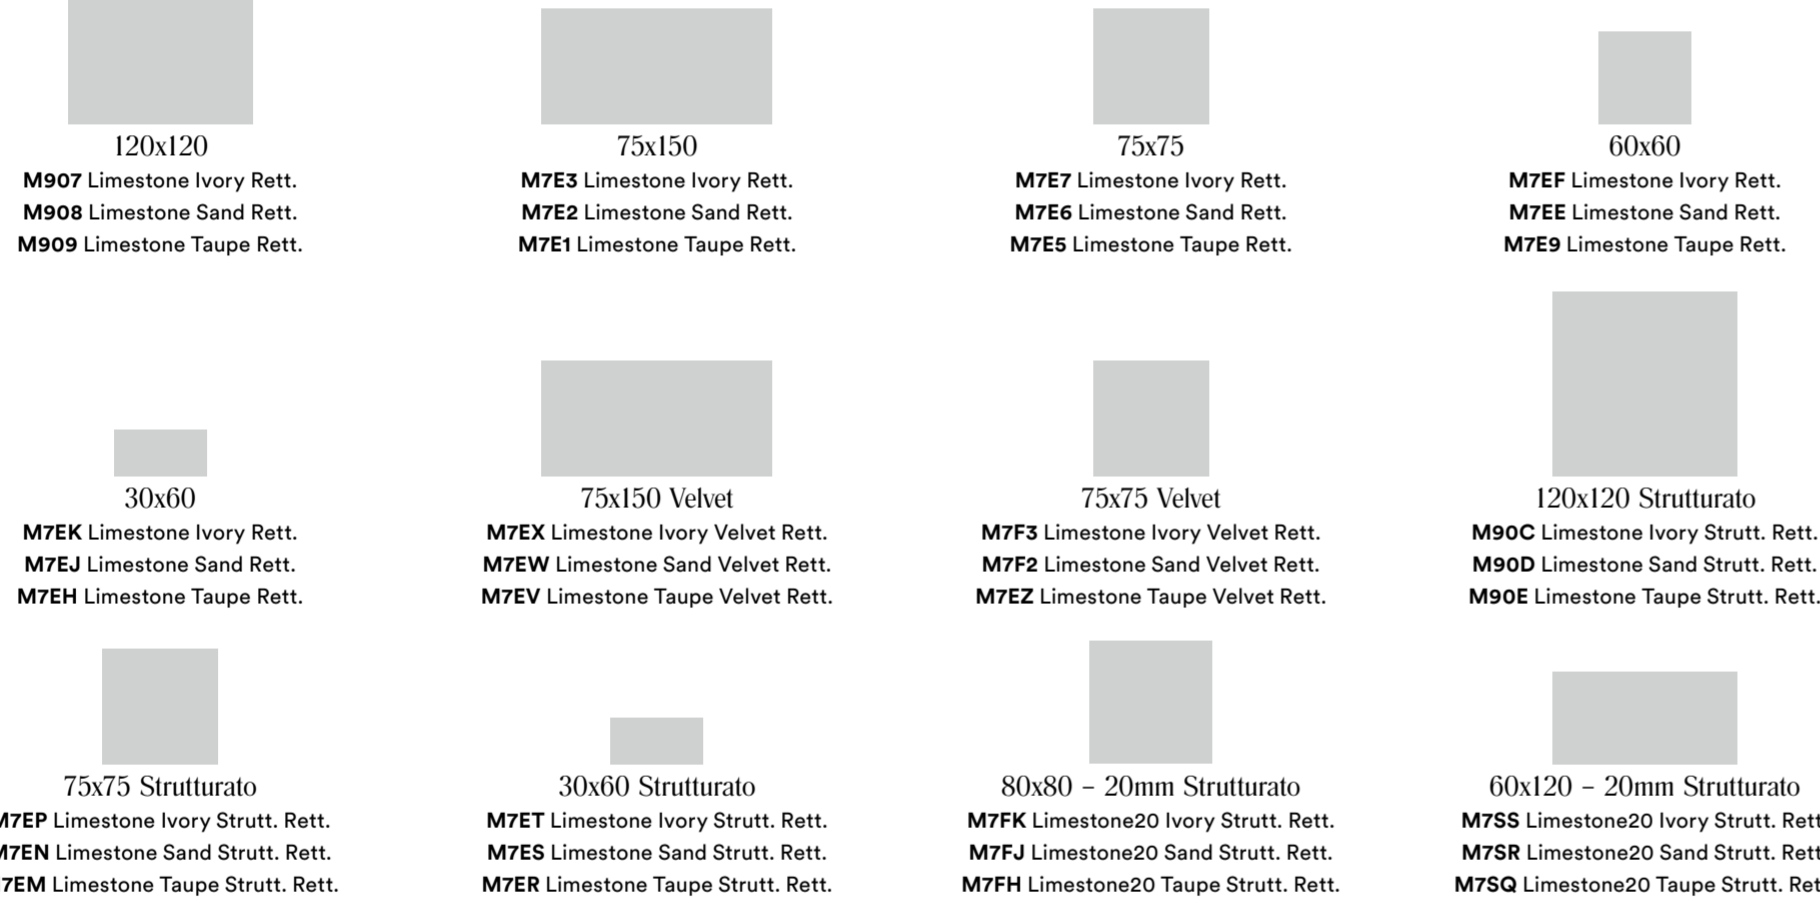 120x120
M907 Limestone Ivory Rett.
M908 Limestone Sand Rett.
M909 Limestone Taupe Rett.
75x150
M7E3 Limestone Ivory Rett.
M7E2 Limestone Sand Rett.
M7E1 Limestone Taupe Rett.
75x75
M7E7 Limestone Ivory Rett.
M7E6 Limestone Sand Rett.
M7E5 Limestone Taupe Rett.
60x60
M7EF Limestone Ivory Rett.
M7EE Limestone Sand Rett.
M7E9 Limestone Taupe Rett.
30x60
M7EK Limestone Ivory Rett.
M7EJ Limestone Sand Rett.
M7EH Limestone Taupe Rett.
75x150 Velvet
M7EX Limestone Ivory Velvet Rett.
M7EW Limestone Sand Velvet Rett.
M7EV Limestone Taupe Velvet Rett.
75x75 Velvet
M7F3 Limestone Ivory Velvet Rett.
M7F2 Limestone Sand Velvet Rett.
M7EZ Limestone Taupe Velvet Rett.
120x120 Strutturato
M90C Limestone Ivory Strutt. Rett.
M90D Limestone Sand Strutt. Rett.
M90E Limestone Taupe Strutt. Rett.
75x75 Strutturato
M7EP Limestone Ivory Strutt. Rett.
M7EN Limestone Sand Strutt. Rett.
7EM Limestone Taupe Strutt. Rett.
30x60 Strutturato
M7ET Limestone Ivory Strutt. Rett.
M7ES Limestone Sand Strutt. Rett.
M7ER Limestone Taupe Strutt. Rett.
80x80 – 20mm Strutturato
M7FK Limestone20 Ivory Strutt. Rett.
M7FJ Limestone20 Sand Strutt. Rett.
M7FH Limestone20 Taupe Strutt. Rett.
60x120 – 20mm Strutturato
M7SS Limestone20 Ivory Strutt. Rett
M7SR Limestone20 Sand Strutt. Rett
M7SQ Limestone20 Taupe Strutt. Ret